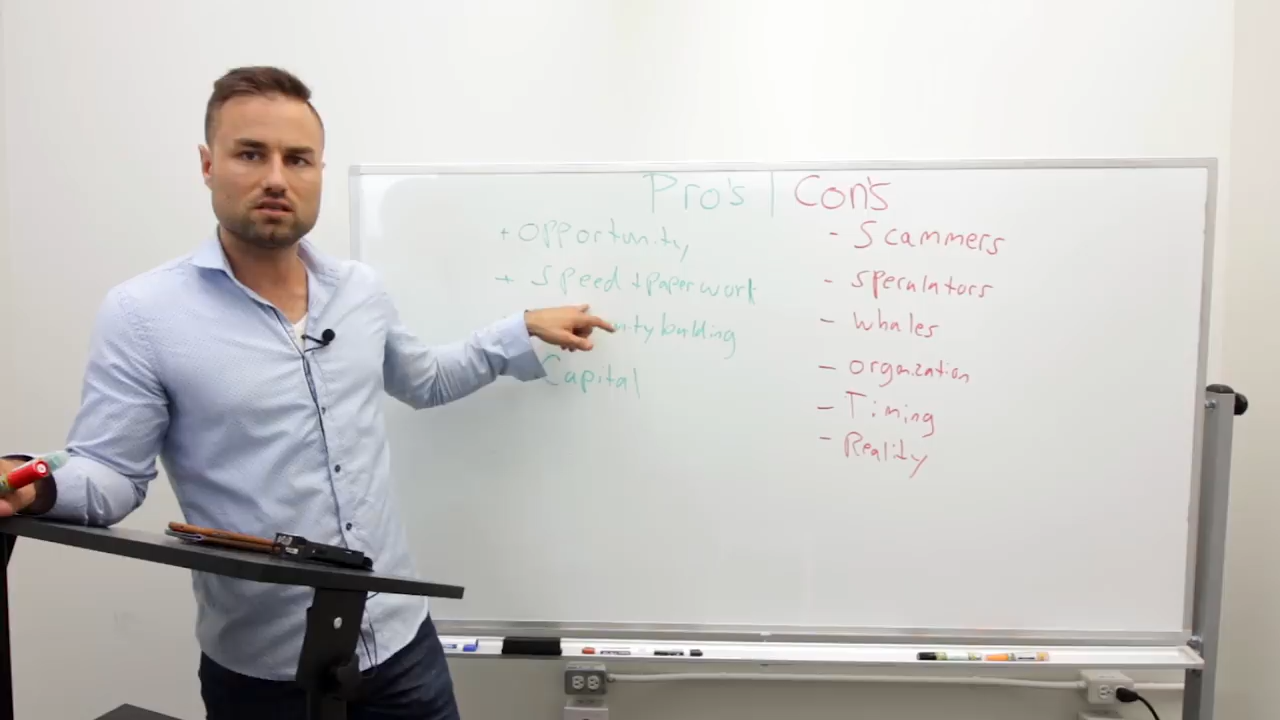 Pro's | Con's
+ Opportunity
+ Speed + paperwork
building
Capital
- Scammers
- Speculators
- Whales
- organization
- Timing
- Reality